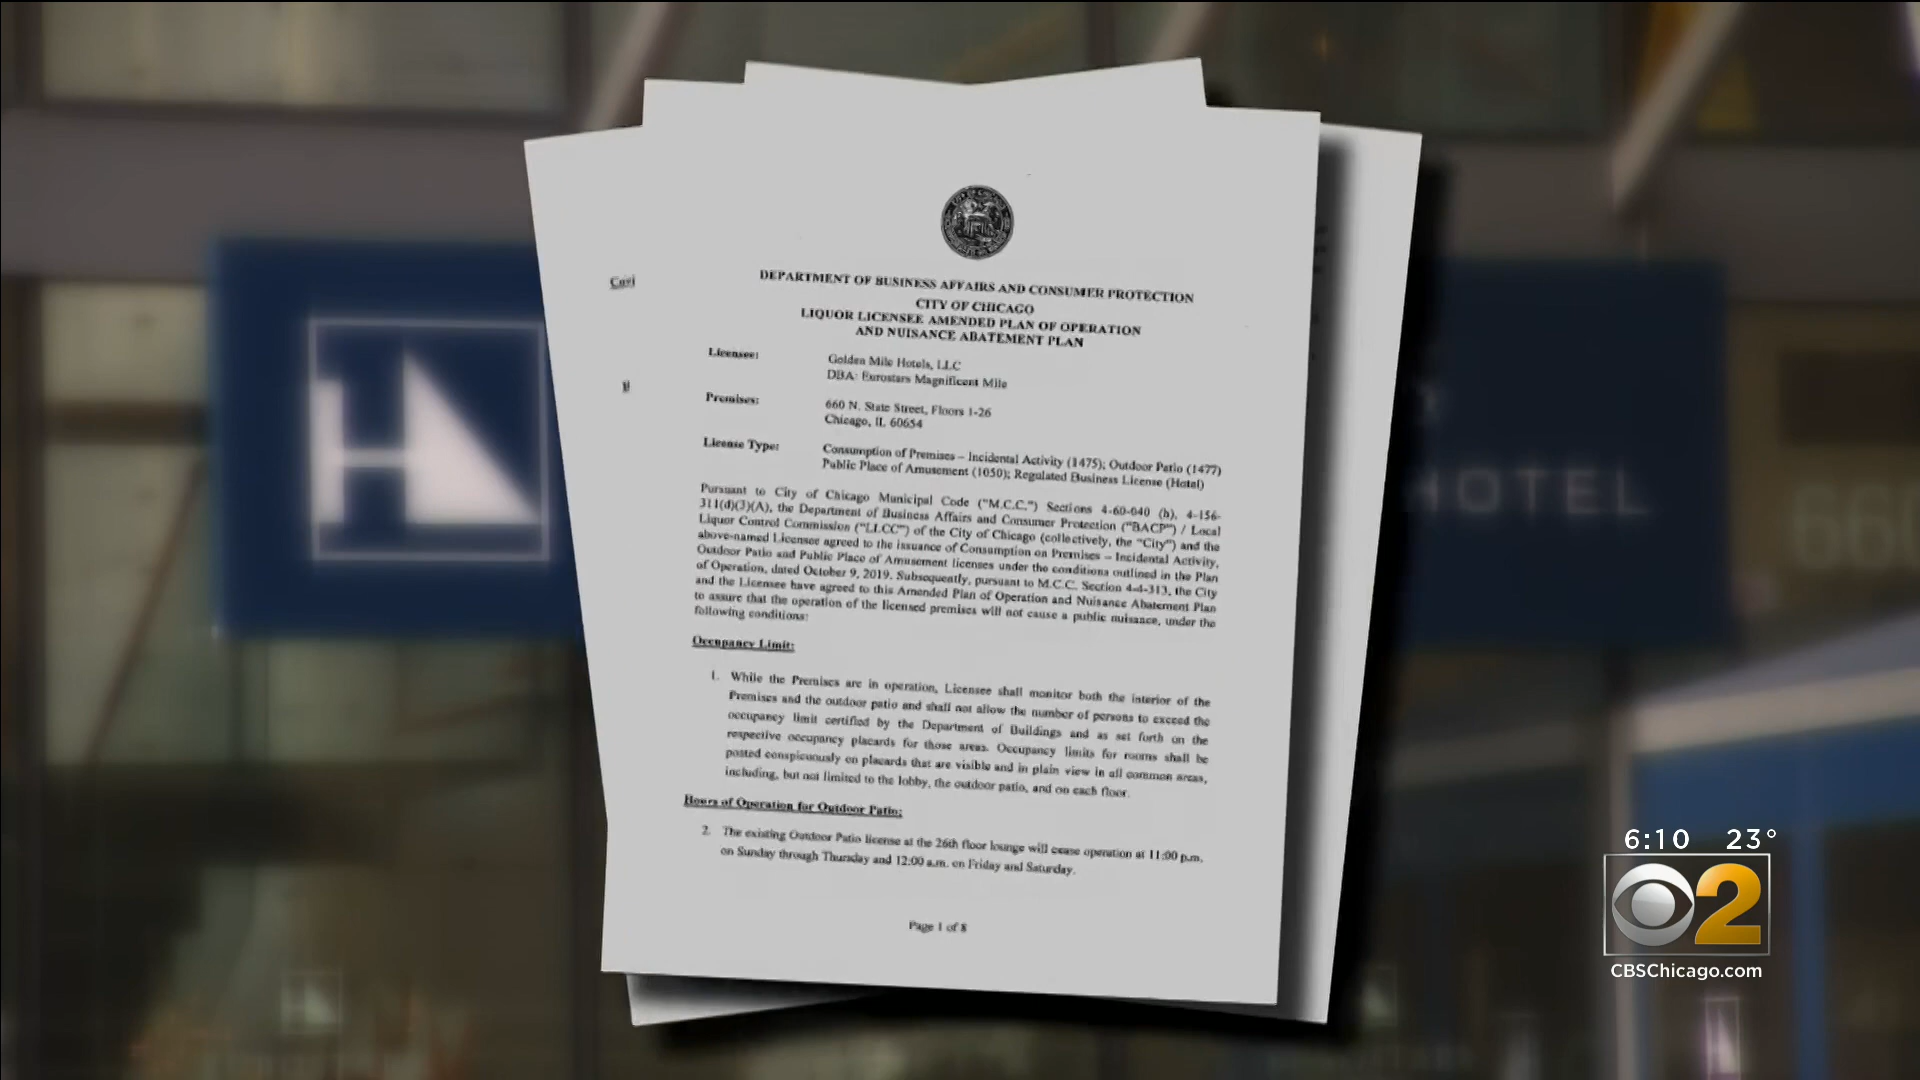 DEPARTMENT OF BUSINESS AFFAIRS AND CONSUMER PROTECTION
CITY OF CHICAGO
LIQUOR LICENSEE AMENDED PLAN OF OPERATION
AND NUISANCE ABATEMENT PLAN
Licensee: Golden Mile Hotels, LLC
DBA: Eurostars Magnificent Mile
Premises: 660 N. State Street, Floors 1-26
Chicago, IL 60654
License Type: Consumption of Premises – Incidental Activity (1475); Outdoor Patio (1477)
Public Place of Amusement (1050); Regulated Business License (Hotel)
Pursuant to City of Chicago Municipal Code ("M.C.C.") Sections 4-60-040 (h), 4-156-
311(d)(3)(A), the Department of Business Affairs and Consumer Protection ("BACP") / Local
Liquor Control Commission ("LLCC") of the City of Chicago (collectively, the "City") and the
above-named Licensee agreed to the issuance of Consumption on Premises – Incidental Activity,
Outdoor Patio and Public Place of Amusement licenses under the conditions outlined in the Plan
of Operation, dated October 9, 2019. Subsequently, pursuant to M.C.C. Section 4-4-313, the City
and the Licensee have agreed to this Amended Plan of Operation and Nuisance Abatement Plan
to assure that the operation of the licensed premises will not cause a public nuisance, under the
following conditions:
Occupancy Limit:
1. While the Premises are in operation, Licensee shall monitor both the interior of the
Premises and the outdoor patio and shall not allow the number of persons to exceed the
occupancy limit certified by the Department of Buildings and as set forth on the
respective occupancy placards for those areas. Occupancy limits for rooms shall be
posted conspicuously on placards that are visible and in plain view in all common areas,
including, but not limited to the lobby, the outdoor patio, and on each floor.
Hours of Operation for Outdoor Patio:
2. The existing Outdoor Patio license at the 26th floor lounge will cease operation at 11:00 p.m.
on Sunday through Thursday and 12:00 a.m. on Friday and Saturday.
Page 1 of 8
H
HOTEL
6:10 23°
2
CBSChicago.com